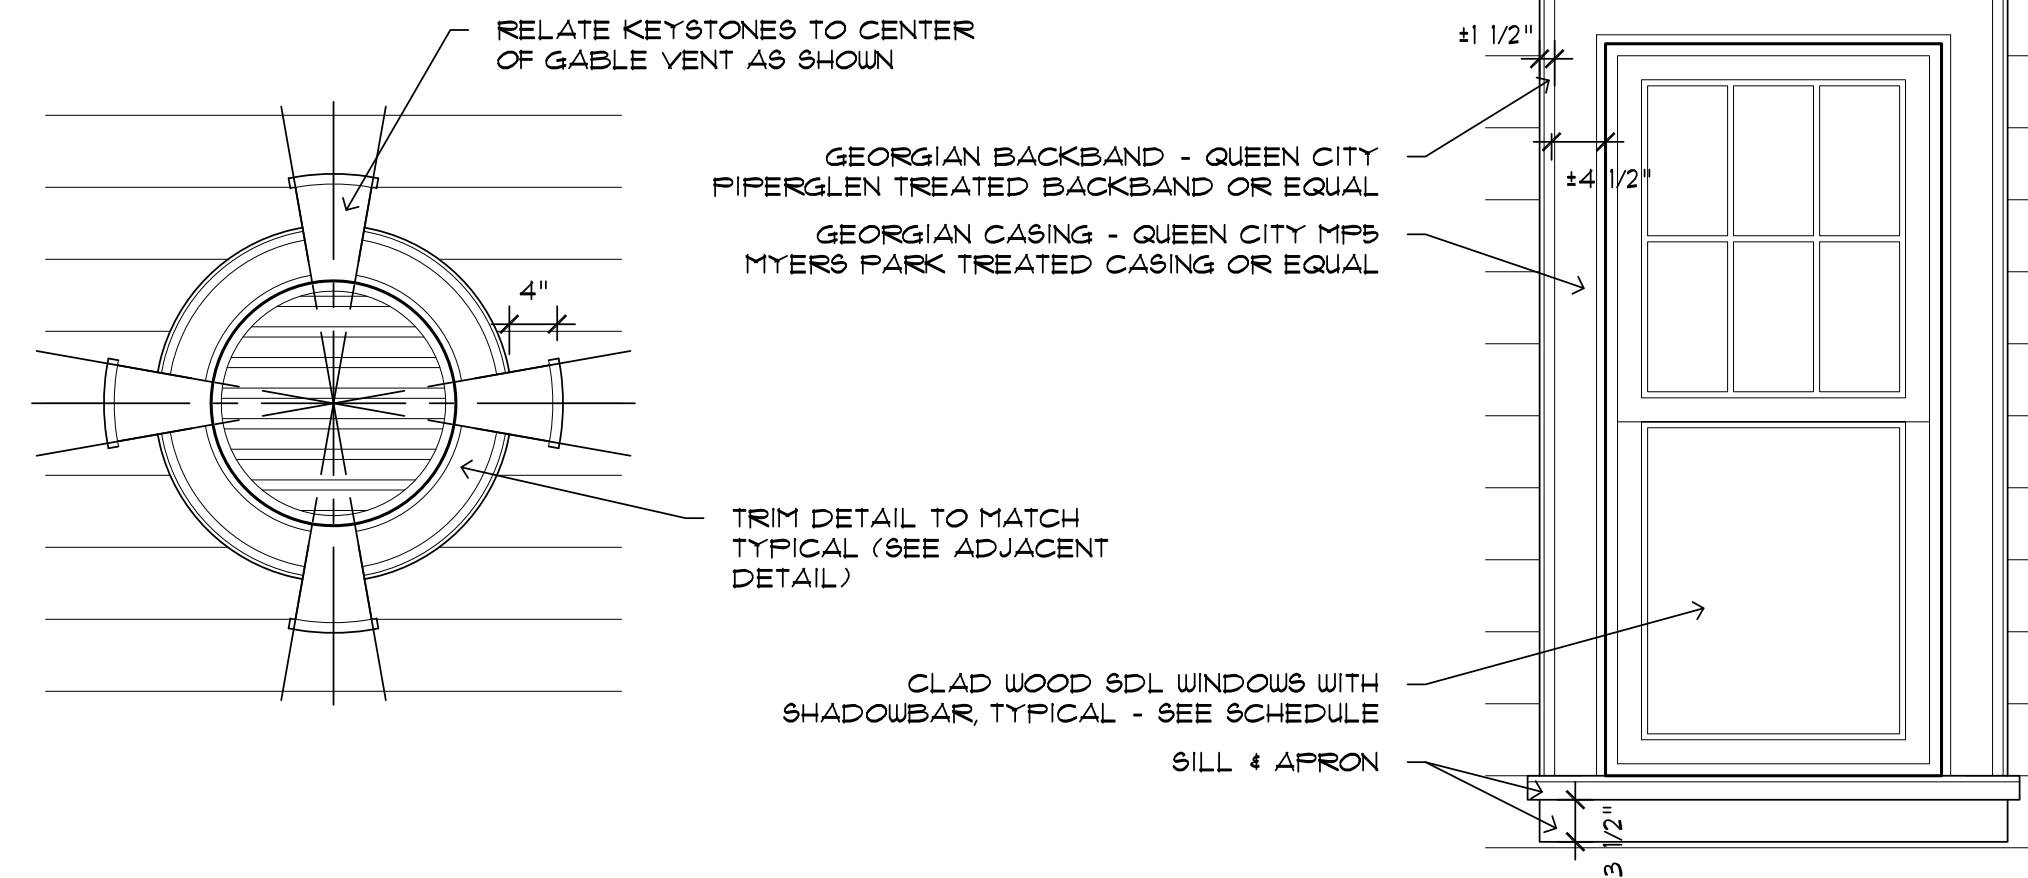 RELATE KEYSTONES TO CENTER
OF GABLE VENT AS SHOWN
±1 1/2"
GEORGIAN BACKBAND - QUEEN CITY
PIPERGLEN TREATED BACKBAND OR EQUAL
±4 1/2"
GEORGIAN CASING - QUEEN CITY MP5
MYERS PARK TREATED CASING OR EQUAL
4"
TRIM DETAIL TO MATCH
TYPICAL (SEE ADJACENT
DETAIL)
CLAD WOOD SDL WINDOWS WITH
SHADOWBAR, TYPICAL - SEE SCHEDULE
SILL & APRON
3 1/2"